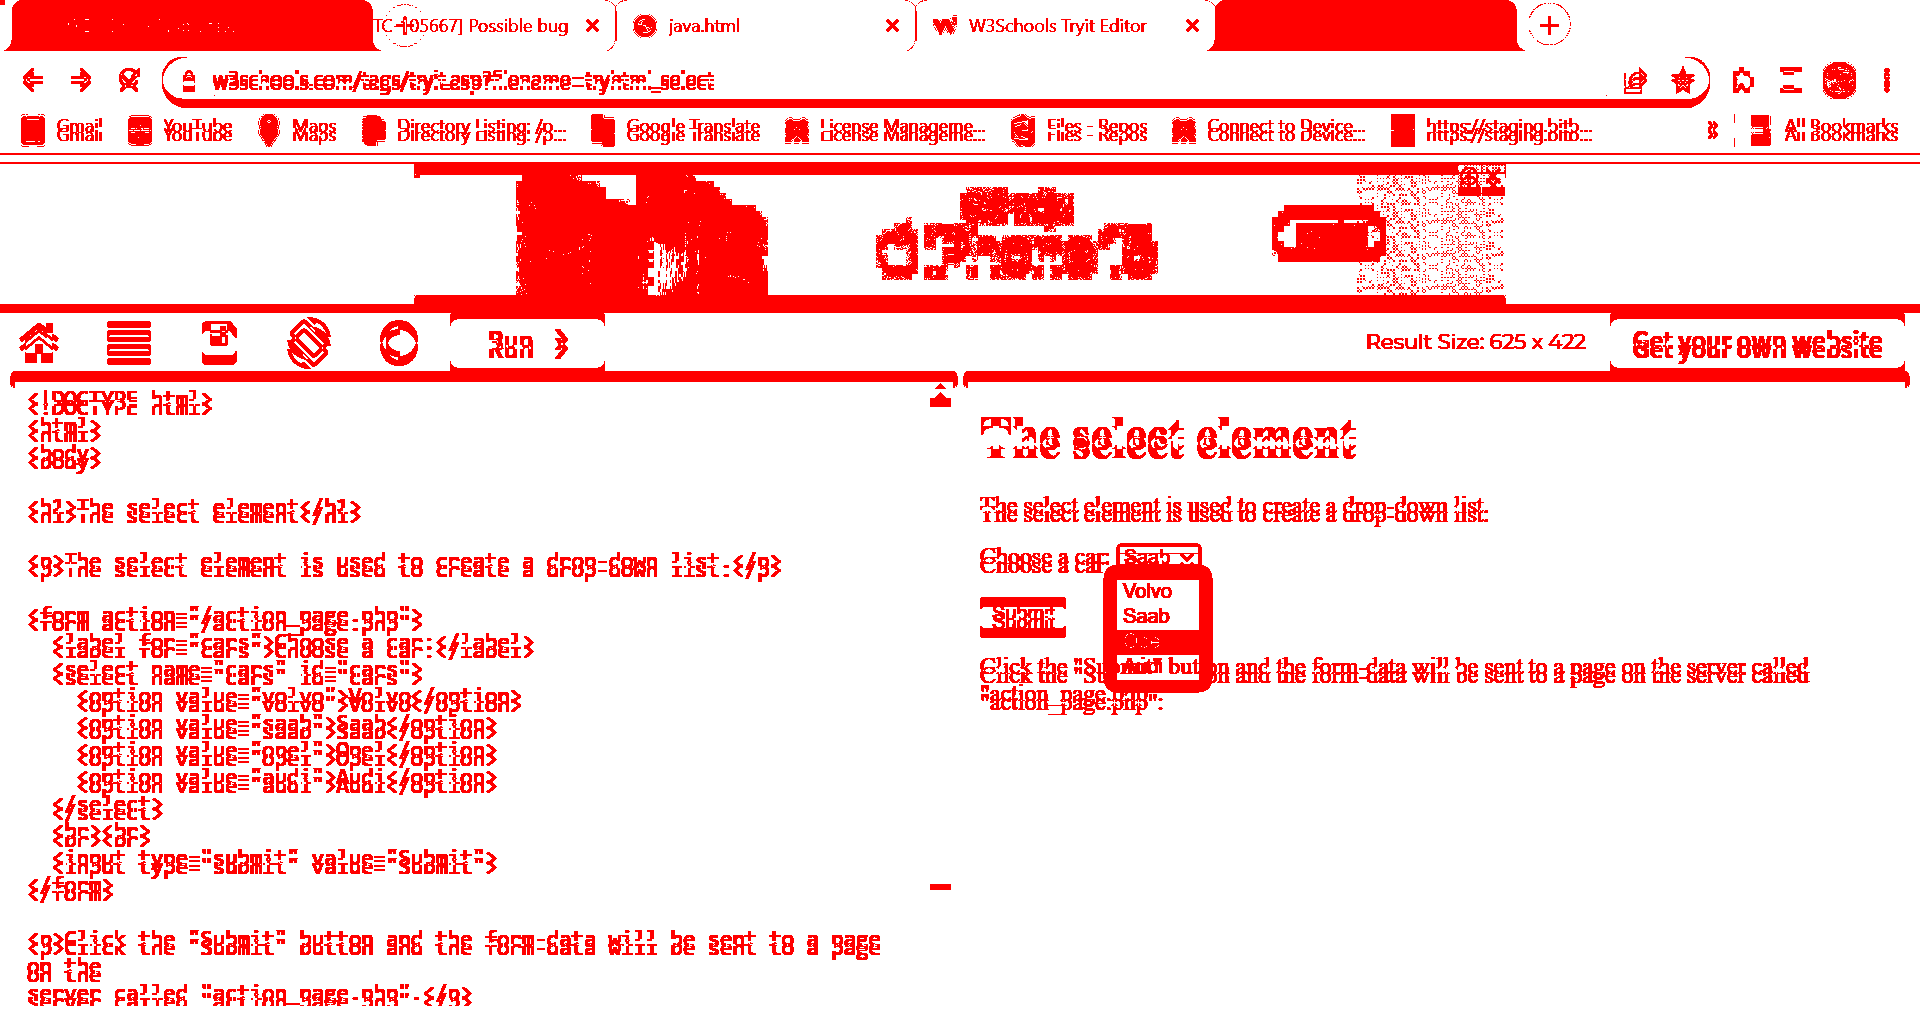 TC-105667] Possible bug
java.html
W3Schools Tryit Editor
w3schools.com/tags/tryit.asp?filename=tryhtml_select
Gmail YouTube Maps Directory Listing: /p... Google Translate License Manageme... Files - Repos Connect to Device... https://staging.bitb... All Bookmarks
Run
Result Size: 625 x 422
Get your own website
<!DOCTYPE html>
<html>
<body>
<h1>The select element</h1>
<p>The select element is used to create a drop-down list.</p>
<form action="/action_page.php">
<label for="cars">Choose a car:</label>
<select name="cars" id="cars">
<option value="volvo">Volvo</option>
<option value="saab">Saab</option>
<option value="opel">Opel</option>
<option value="audi">Audi</option>
</select>
<br><br>
<input type="submit" value="Submit">
</form>
<p>Click the "Submit" button and the form-data will be sent to a page
on the
server called "action_page.php".</p>
The select element
The select element is used to create a drop-down list.
Choose a car: Saab
Volvo
Saab
Opel
Audi
Submit
Click the "Submit" button and the form-data will be sent to a page on the server called
"action_page.php".